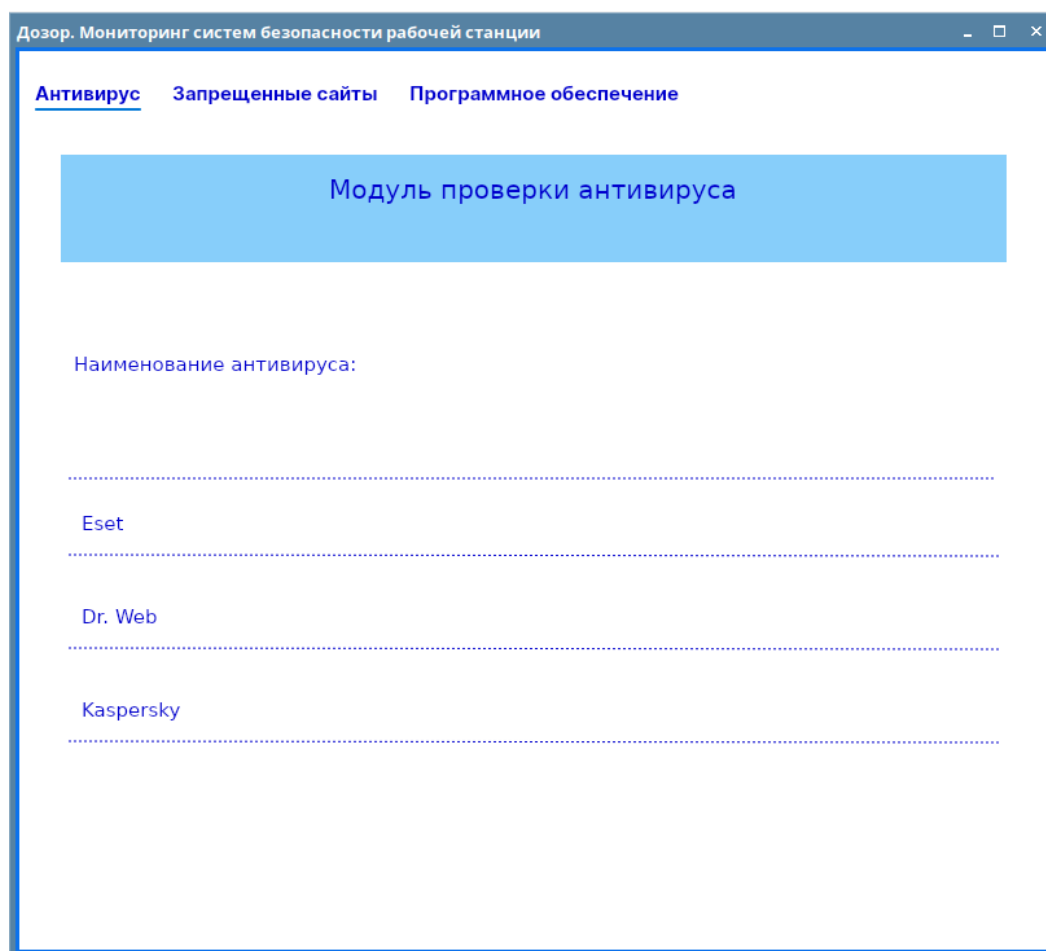 Дозор. Мониторинг систем безопасности рабочей станции
Антивирус Запрещенные сайты Программное обеспечение
Модуль проверки антивируса
Наименование антивируса:
Eset
Dr. Web
Kaspersky